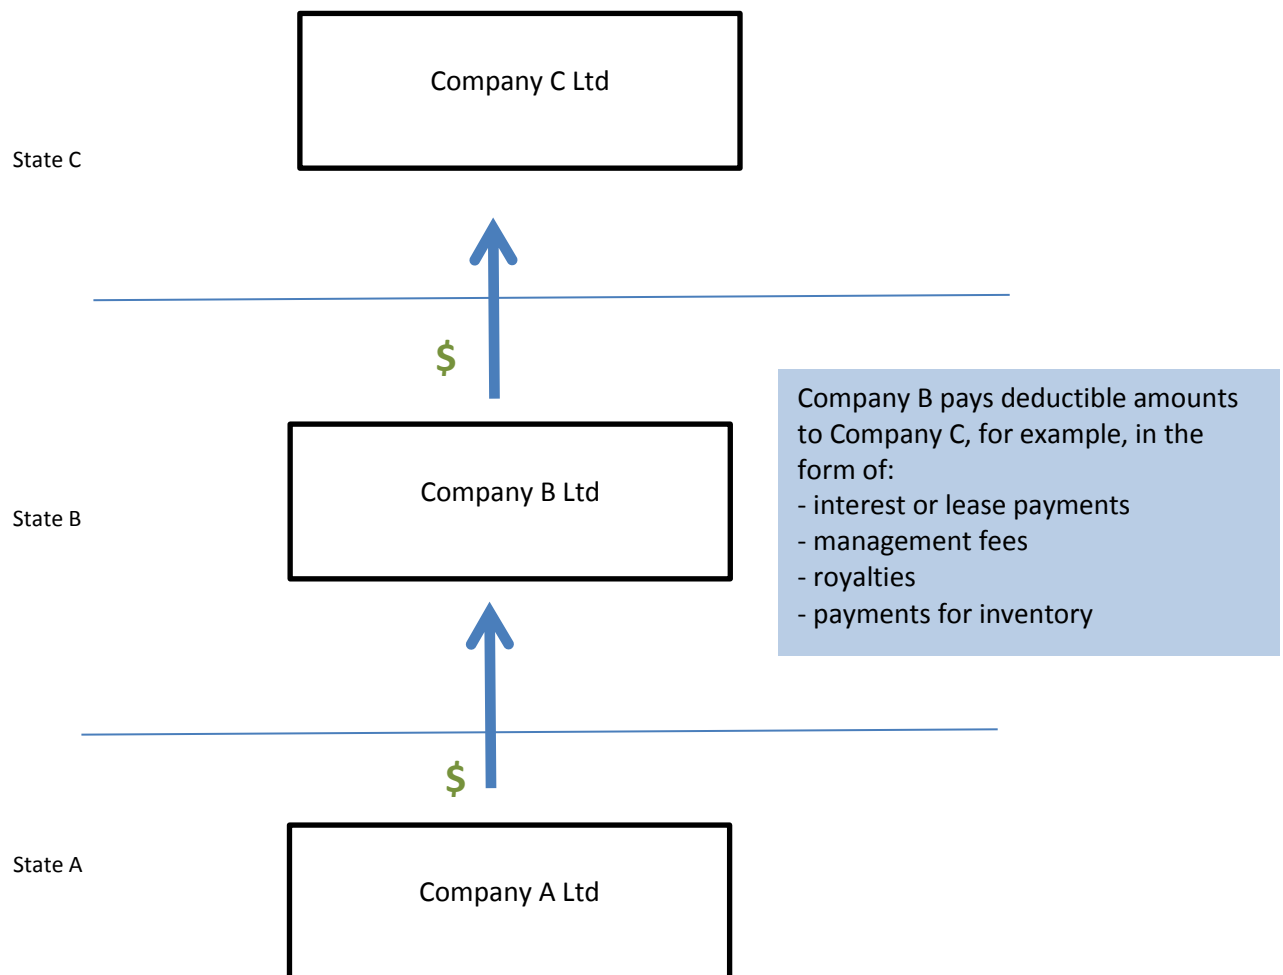 Company C Ltd
State C
$
Company B pays deductible amounts
to Company C, for example, in the
form of:
- interest or lease payments
- management fees
- royalties
- payments for inventory
Company B Ltd
State B
$
State A
Company A Ltd